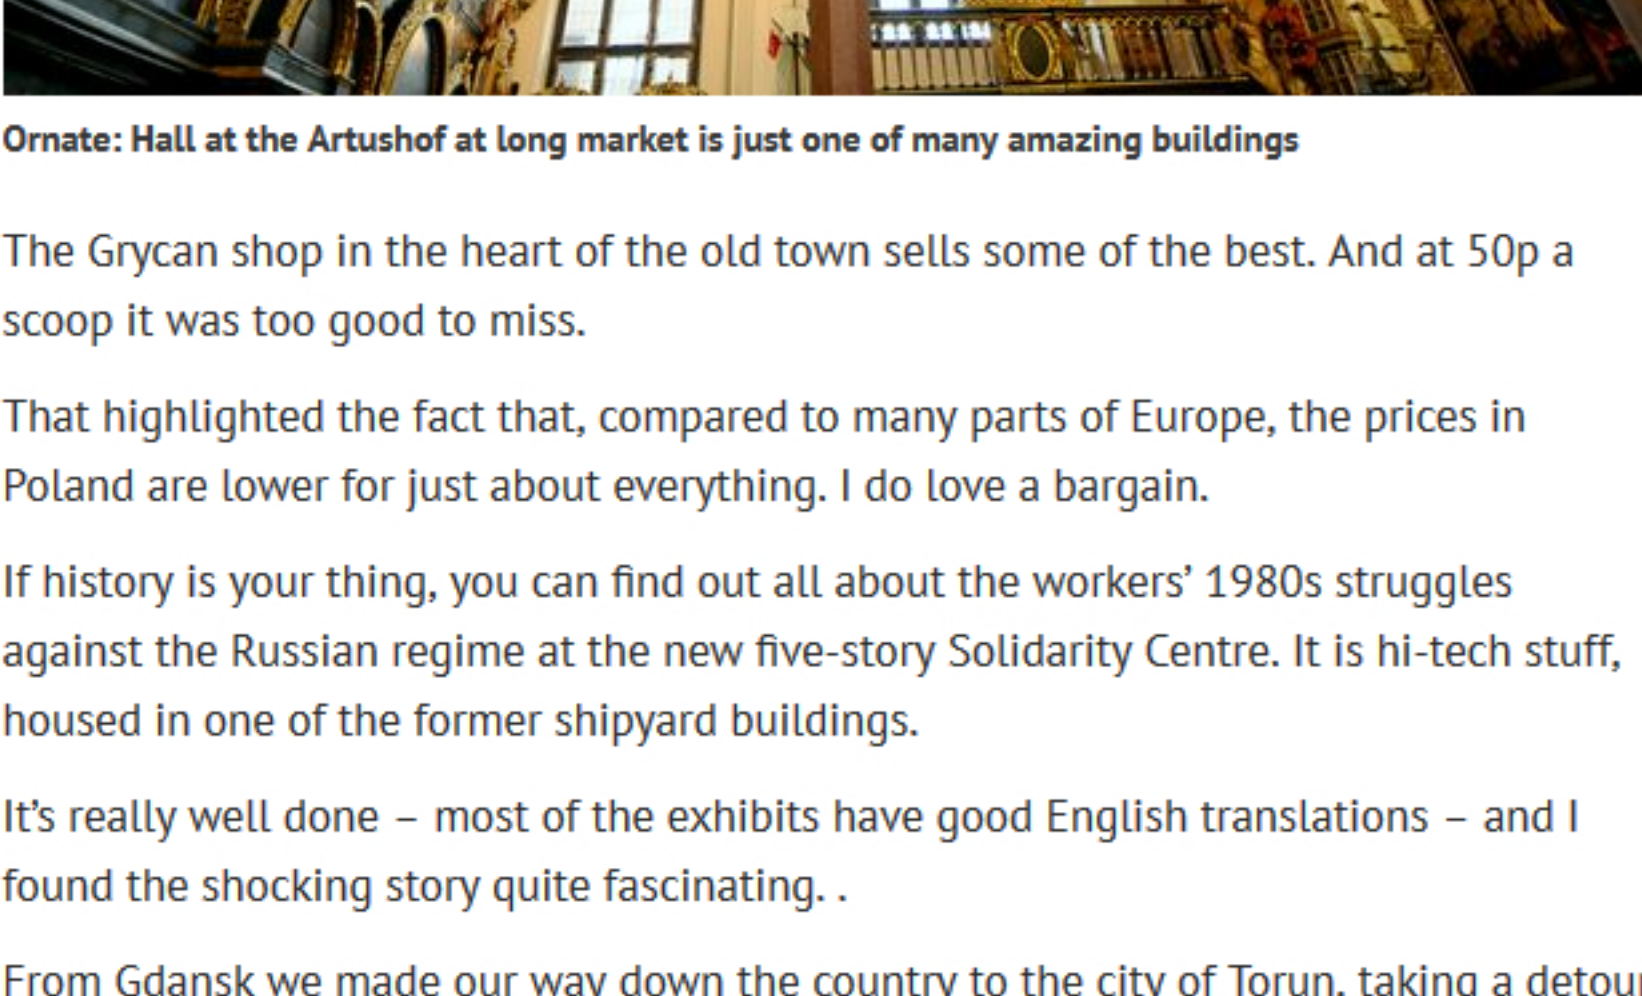 Ornate: Hall at the Artushof at long market is just one of many amazing buildings
The Grycan shop in the heart of the old town sells some of the best. And at 50p a
scoop it was too good to miss.
That highlighted the fact that, compared to many parts of Europe, the prices in
Poland are lower for just about everything. I do love a bargain.
If history is your thing, you can find out all about the workers’ 1980s struggles
against the Russian regime at the new five-story Solidarity Centre. It is hi-tech stuff,
housed in one of the former shipyard buildings.
It’s really well done – most of the exhibits have good English translations – and I
found the shocking story quite fascinating. .
From Gdansk we made our way down the country to the city of Torun, taking a detour